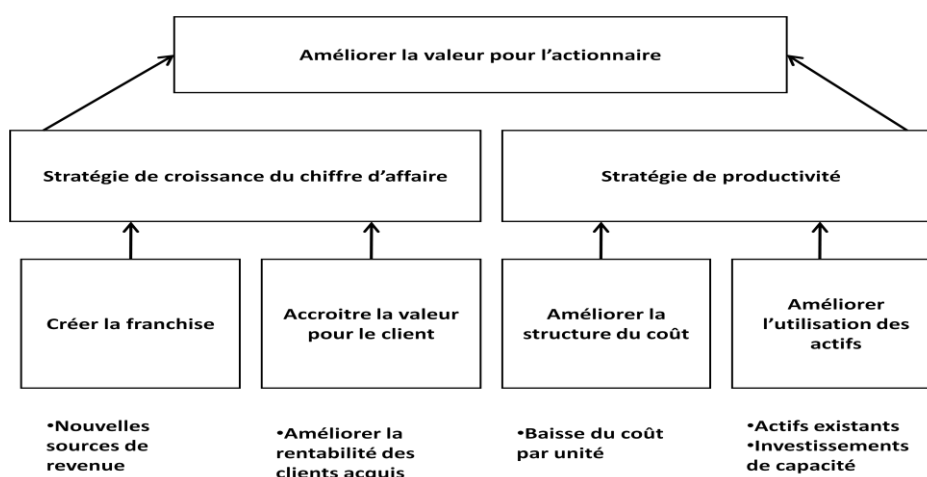 Améliorer la valeur pour l'actionnaire
Stratégie de croissance du chiffre d'affaire
Stratégie de productivité
Créer la franchise
Accroitre la valeur
pour le client
Améliorer la
structure du coût
Améliorer
l'utilisation des
actifs
•Nouvelles
sources de
revenue
•Améliorer la
rentabilité des
clients acquis
•Baisse du coût
par unité
•Actifs existants
•Investissements
de capacité